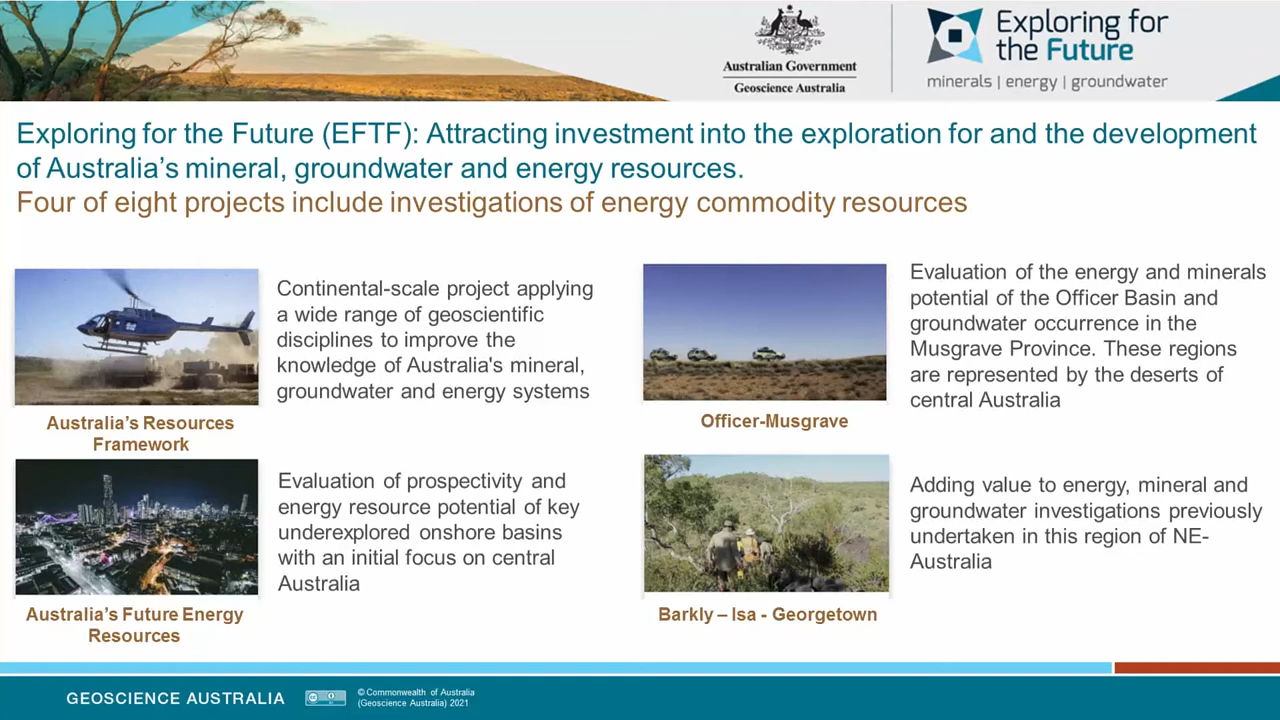 Australian Government
Geoscience Australia
Exploring for
the Future
minerals | energy | groundwater
Exploring for the Future (EFTF): Attracting investment into the exploration for and the development
of Australia's mineral, groundwater and energy resources.
Four of eight projects include investigations of energy commodity resources
Continental-scale project applying
a wide range of geoscientific
disciplines to improve the
knowledge of Australia's mineral,
groundwater and energy systems
Australia's Resources
Framework
Evaluation of prospectivity and
energy resource potential of key
underexplored onshore basins
with an initial focus on central
Australia
Australia's Future Energy
Resources
Evaluation of the energy and minerals
potential of the Officer Basin and
groundwater occurrence in the
Musgrave Province. These regions
are represented by the deserts of
central Australia
Officer-Musgrave
Adding value to energy, mineral and
groundwater investigations previously
undertaken in this region of NE-
Australia
Barkly – Isa - Georgetown
GEOSCIENCE AUSTRALIA
© Commonwealth of Australia
(Geoscience Australia) 2021